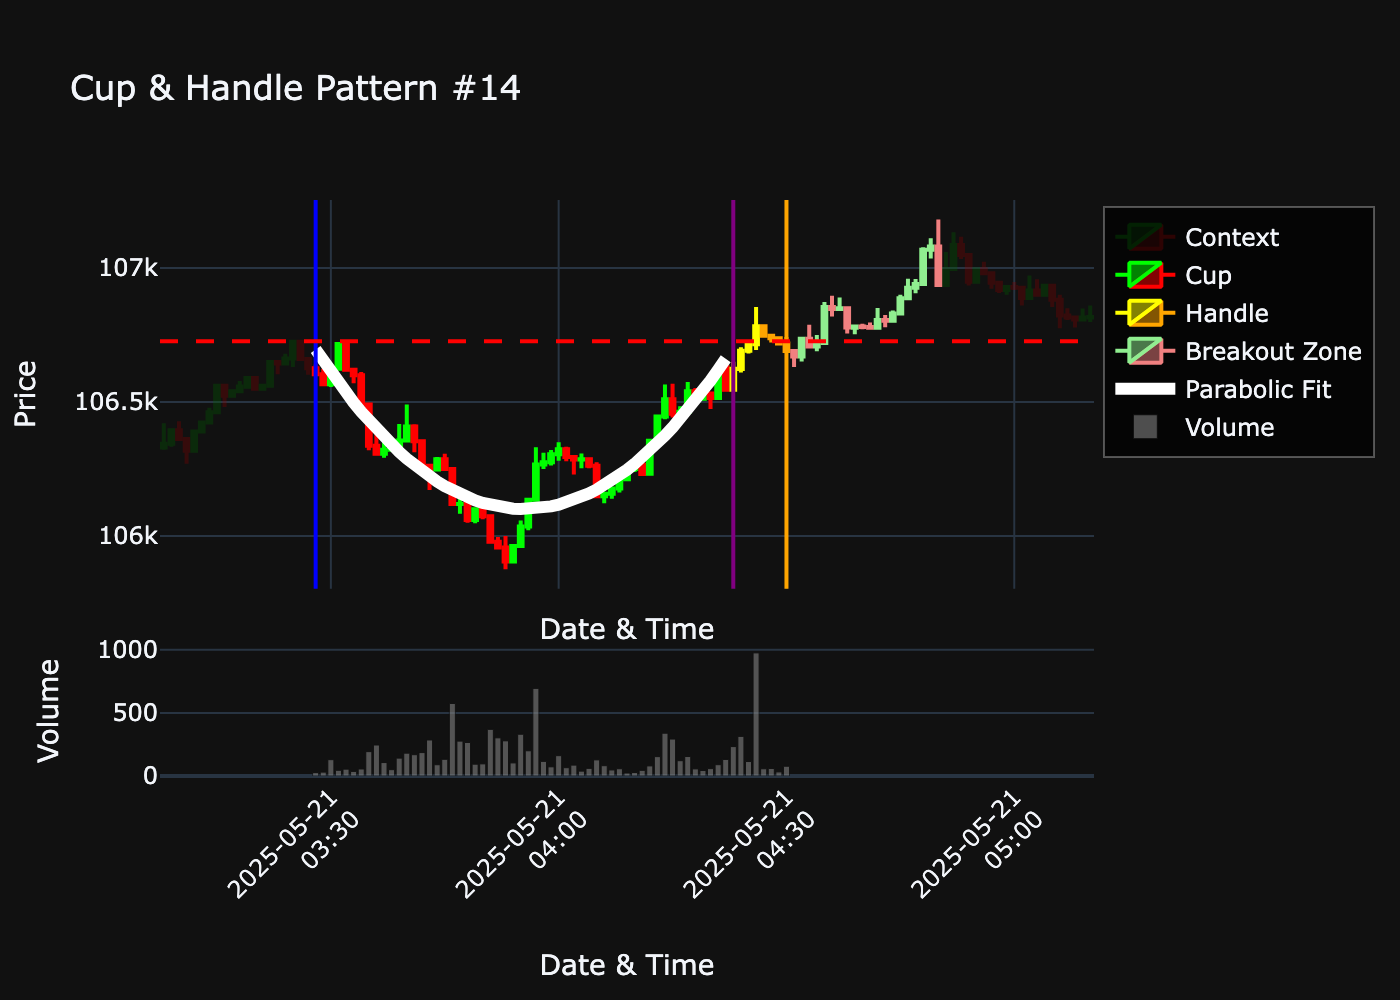 Cup & Handle Pattern #14
107k
106.5k
106k
Price
Date & Time
Context
Cup
Handle
Breakout Zone
Parabolic Fit
Volume
1000
500
0
Volume
2025-05-21
03:30
2025-05-21
04:00
2025-05-21
04:30
2025-05-21
05:00
Date & Time